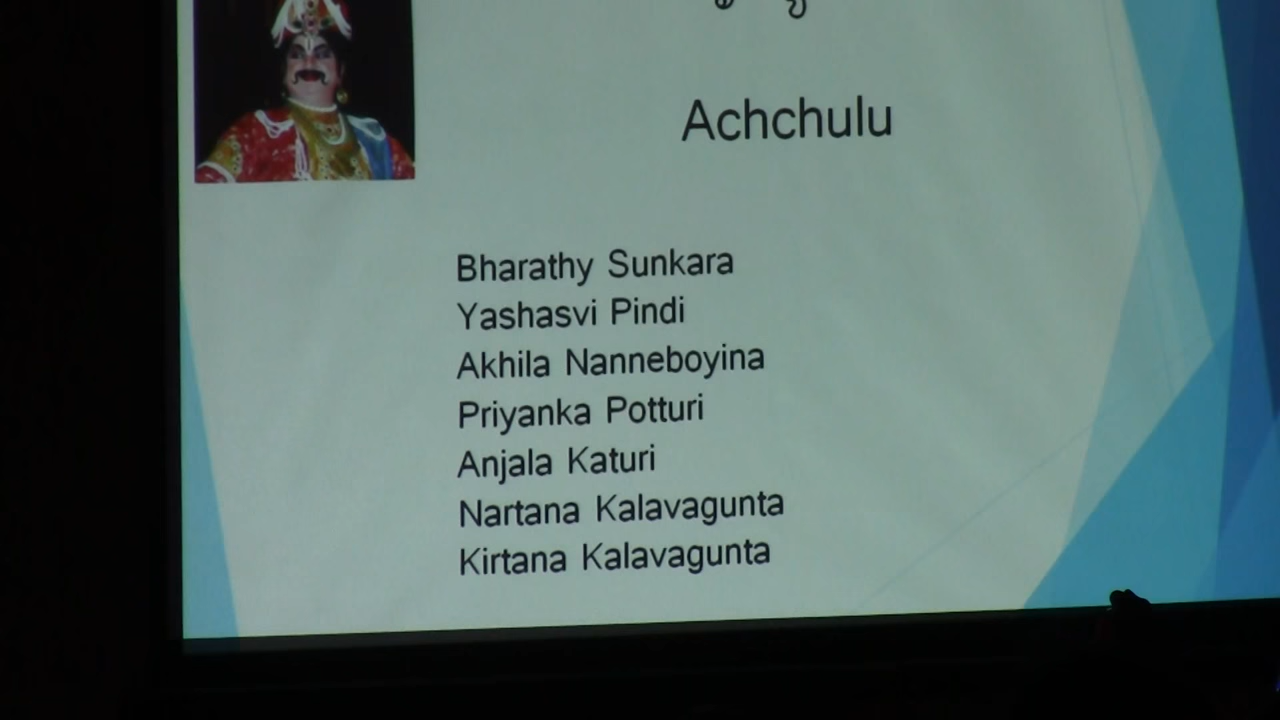 Achchulu
Bharathy Sunkara
Yashasvi Pindi
Akhila Nanneboyina
Priyanka Potturi
Anjala Katuri
Nartana Kalavagunta
Kirtana Kalavagunta